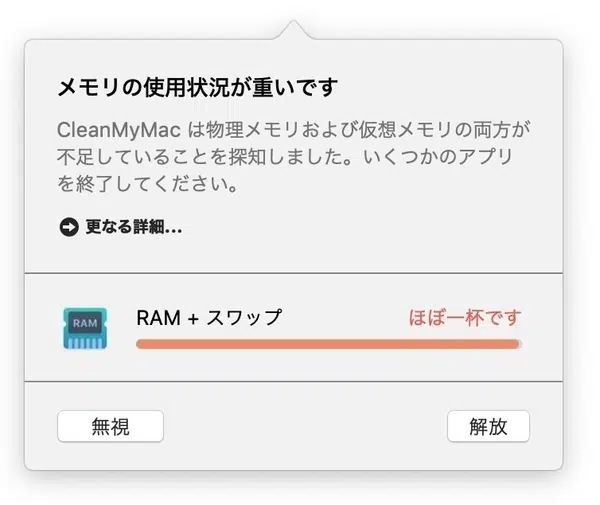 メモリの使用状況が重いです
CleanMyMac は物理メモリおよび仮想メモリの両方が
不足していることを探知しました。いくつかのアプリ
を終了してください。
更なる詳細...
RAM
RAM + スワップ
ほぼ一杯です
無視
解放